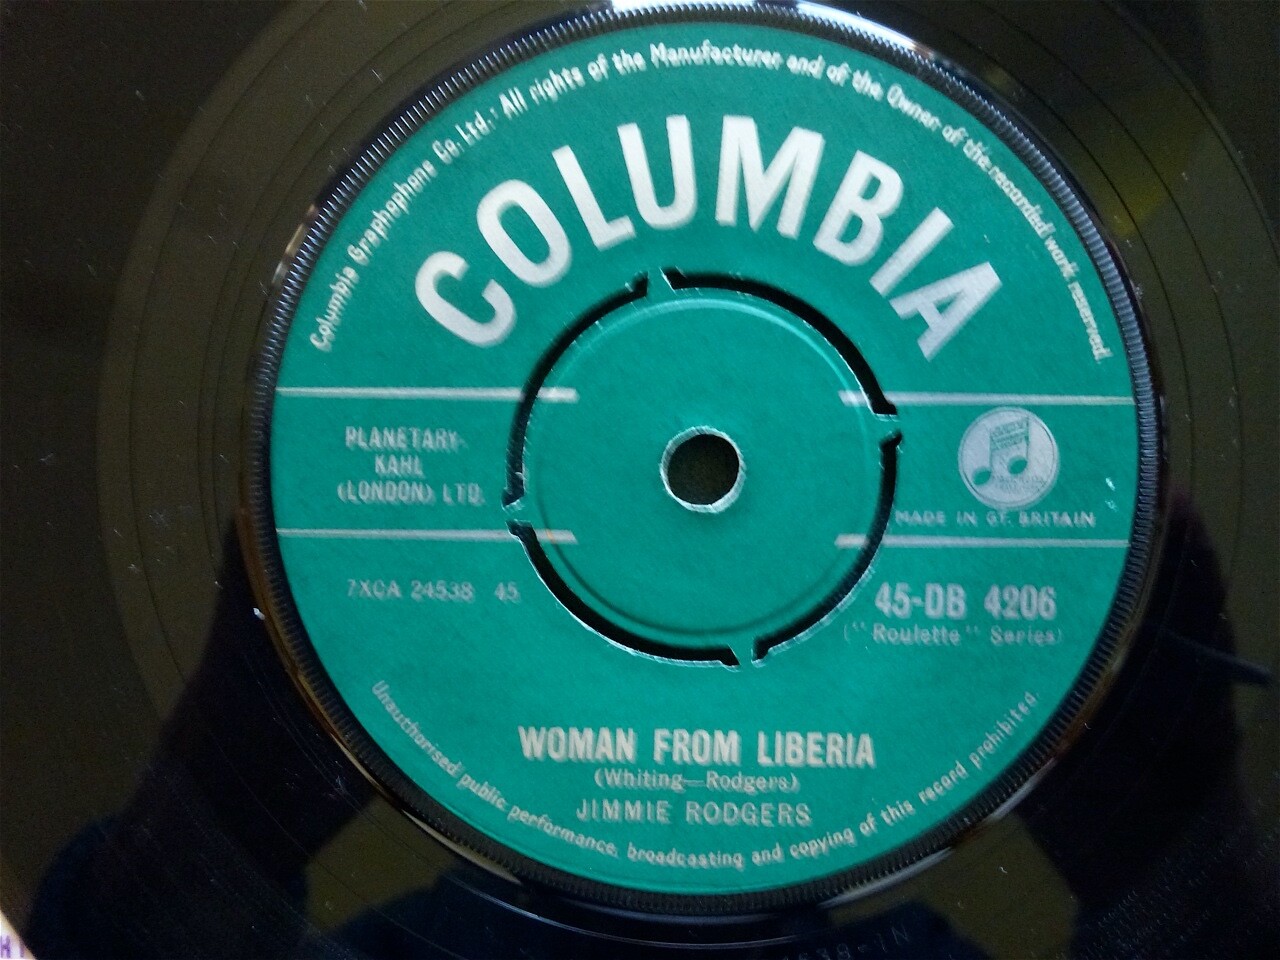 Columbia Graphophone Co. Ltd. All rights of the Manufacturer and of the Owner of the recorded work reserved.
COLUMBIA
PLANETARY-
KAHL
(LONDON) LTD.
MADE IN GT. BRITAIN
7XCA 24538 45
45-DB 4206
("Roulette" Series)
WOMAN FROM LIBERIA
(Whiting—Rodgers)
JIMMIE RODGERS
Unauthorised public performance, broadcasting and copying of this record prohibited.